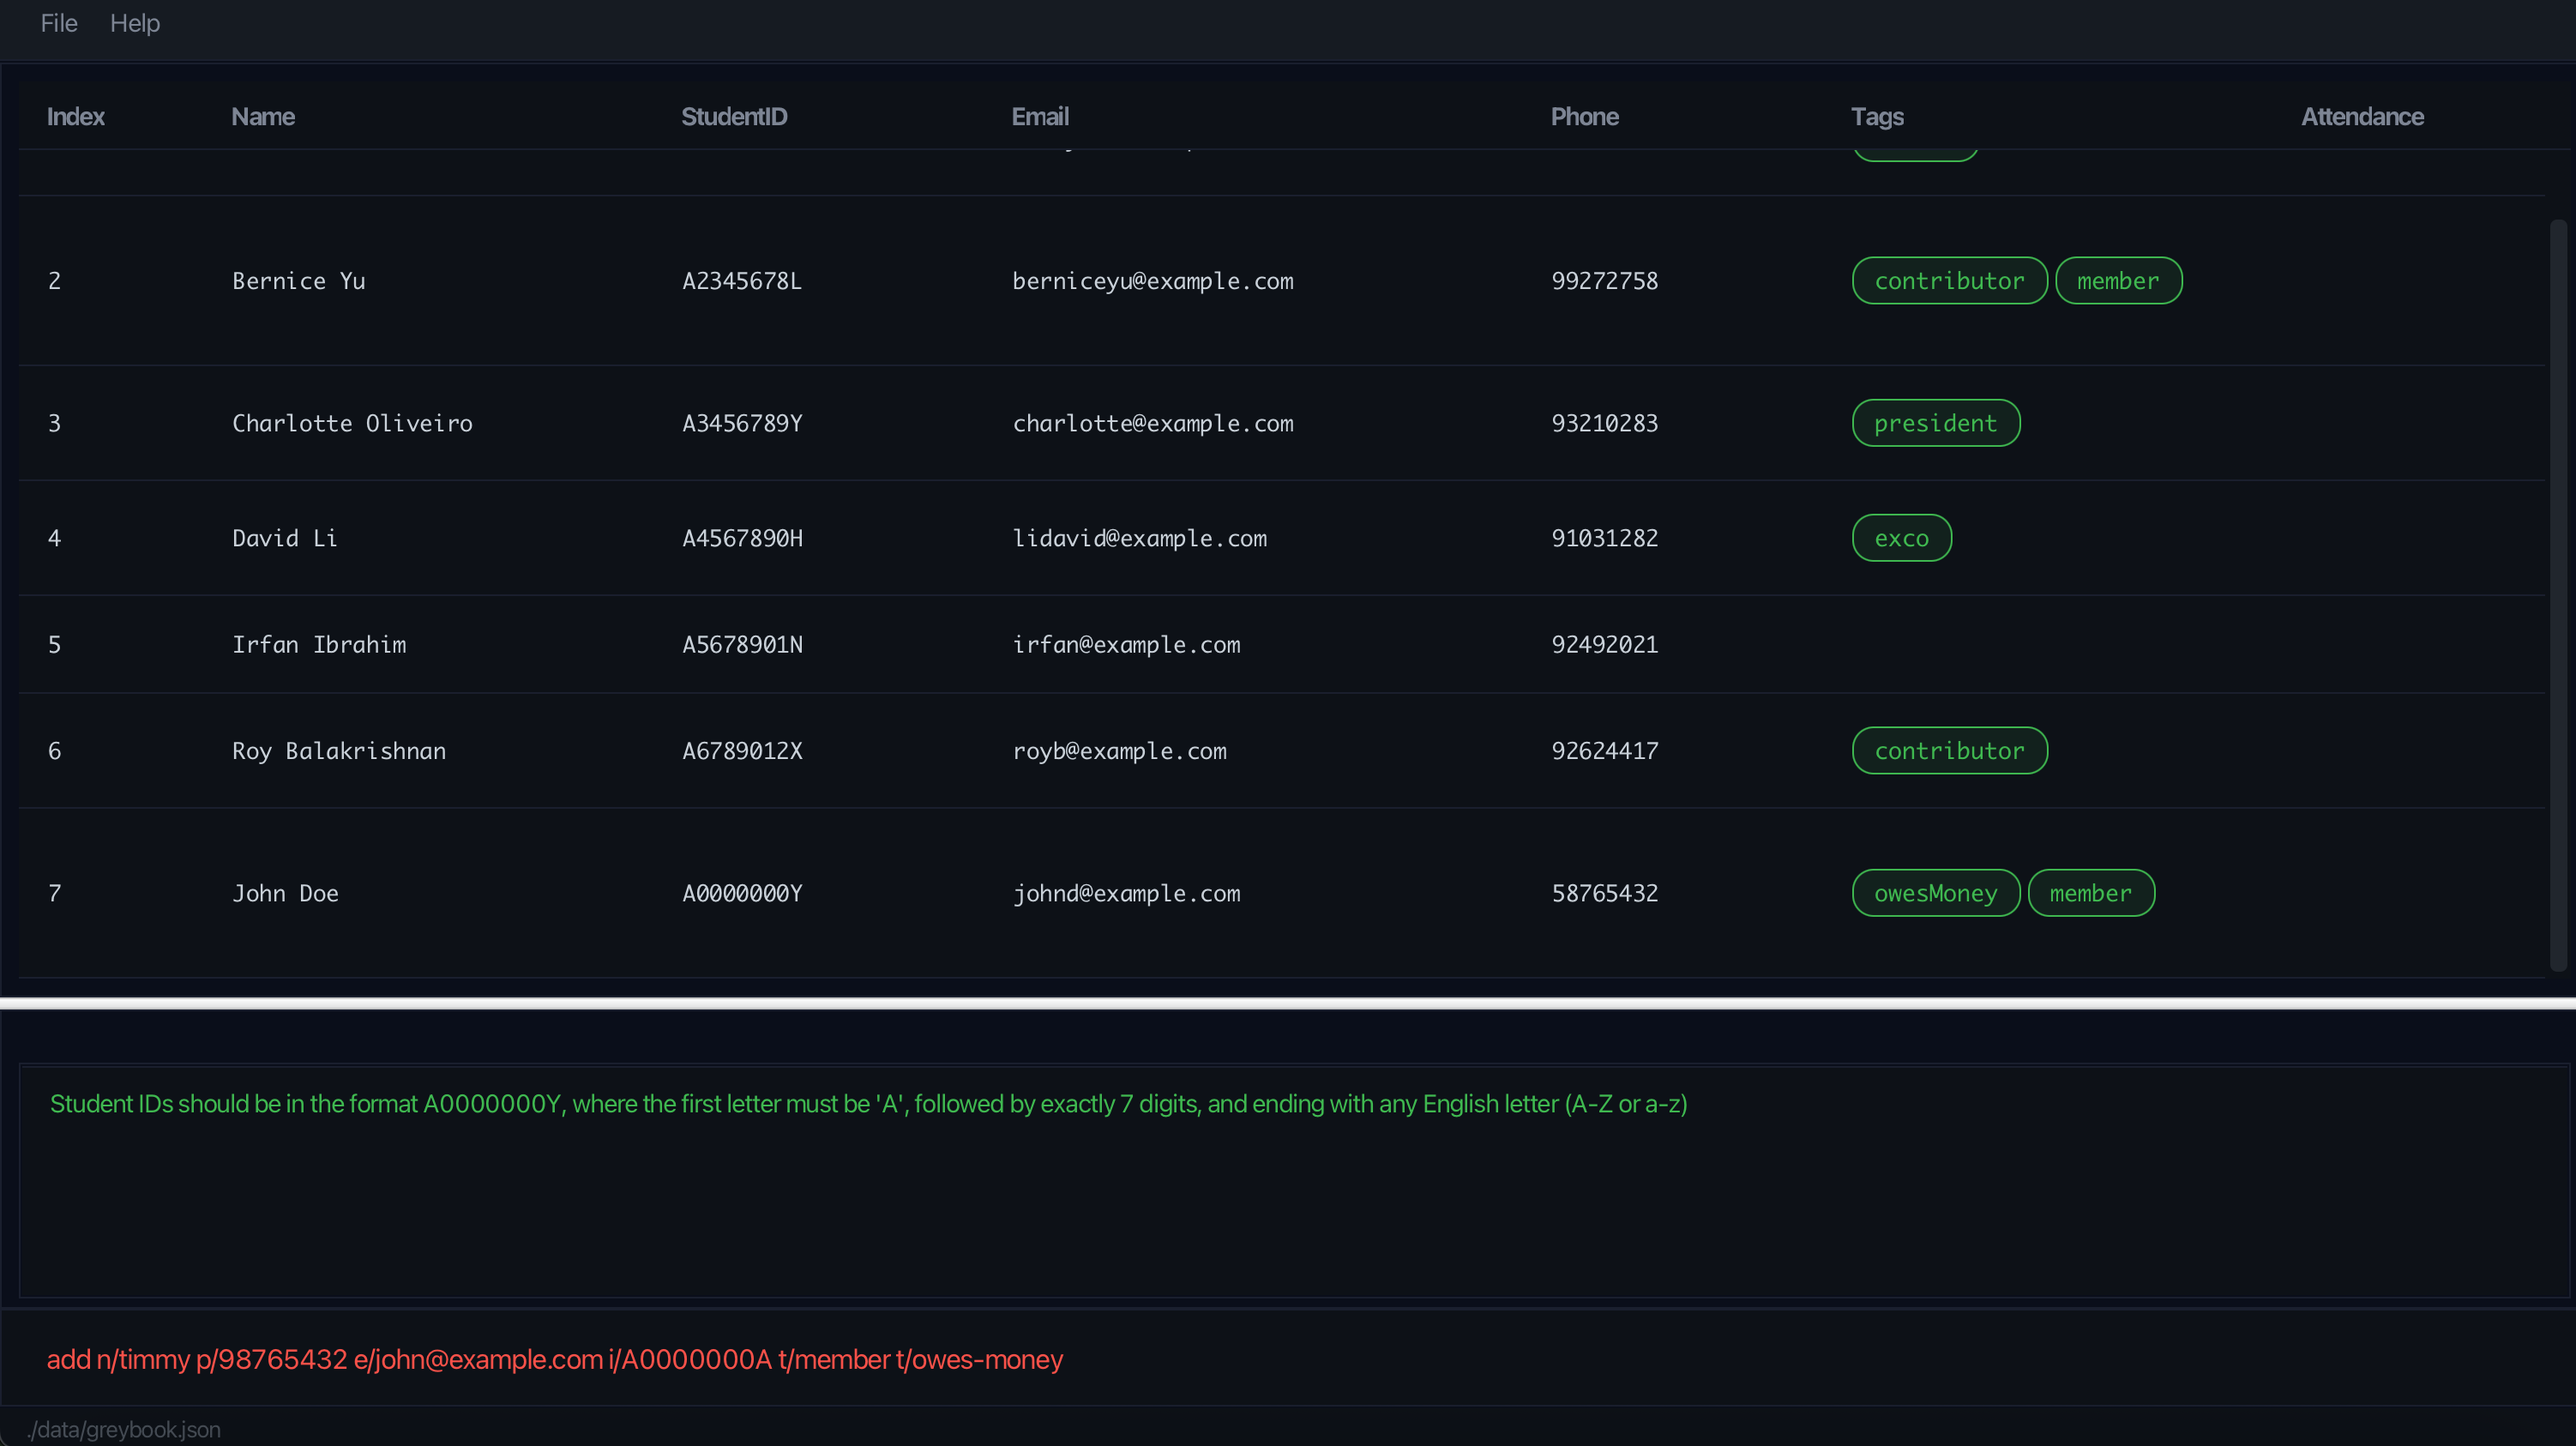 File Help
Index Name StudentID Email Phone Tags Attendance
2 Bernice Yu A2345678L berniceyu@example.com 99272758 contributor member
3 Charlotte Oliveiro A3456789Y charlotte@example.com 93210283 president
4 David Li A4567890H lidavid@example.com 91031282 exco
5 Irfan Ibrahim A5678901N irfan@example.com 92492021
6 Roy Balakrishnan A6789012X royb@example.com 92624417 contributor
7 John Doe A0000000Y johnd@example.com 58765432 owesMoney member
Student IDs should be in the format A0000000Y, where the first letter must be 'A', followed by exactly 7 digits, and ending with any English letter (A-Z or a-z)
add n/timmy p/98765432 e/john@example.com i/A0000000A t/member t/owes-money
./data/greybook.json